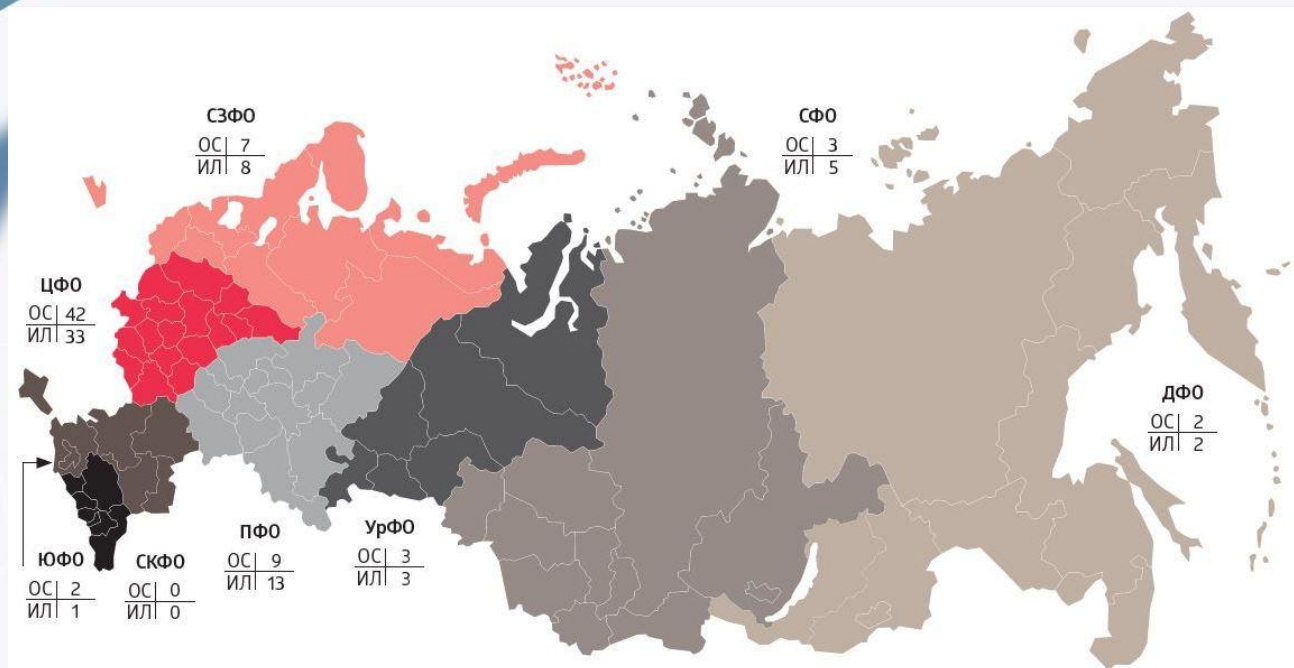 СЗФО
ОС 7
ИЛ 8
СФО
ОС 3
ИЛ 5
ЦФО
ОС 42
ИЛ 33
ДФО
ОС 2
ИЛ 2
ПФО
ОС 9
ИЛ 13
УрФО
ОС 3
ИЛ 3
ЮФО
ОС 2
ИЛ 1
СКФО
ОС 0
ИЛ 0